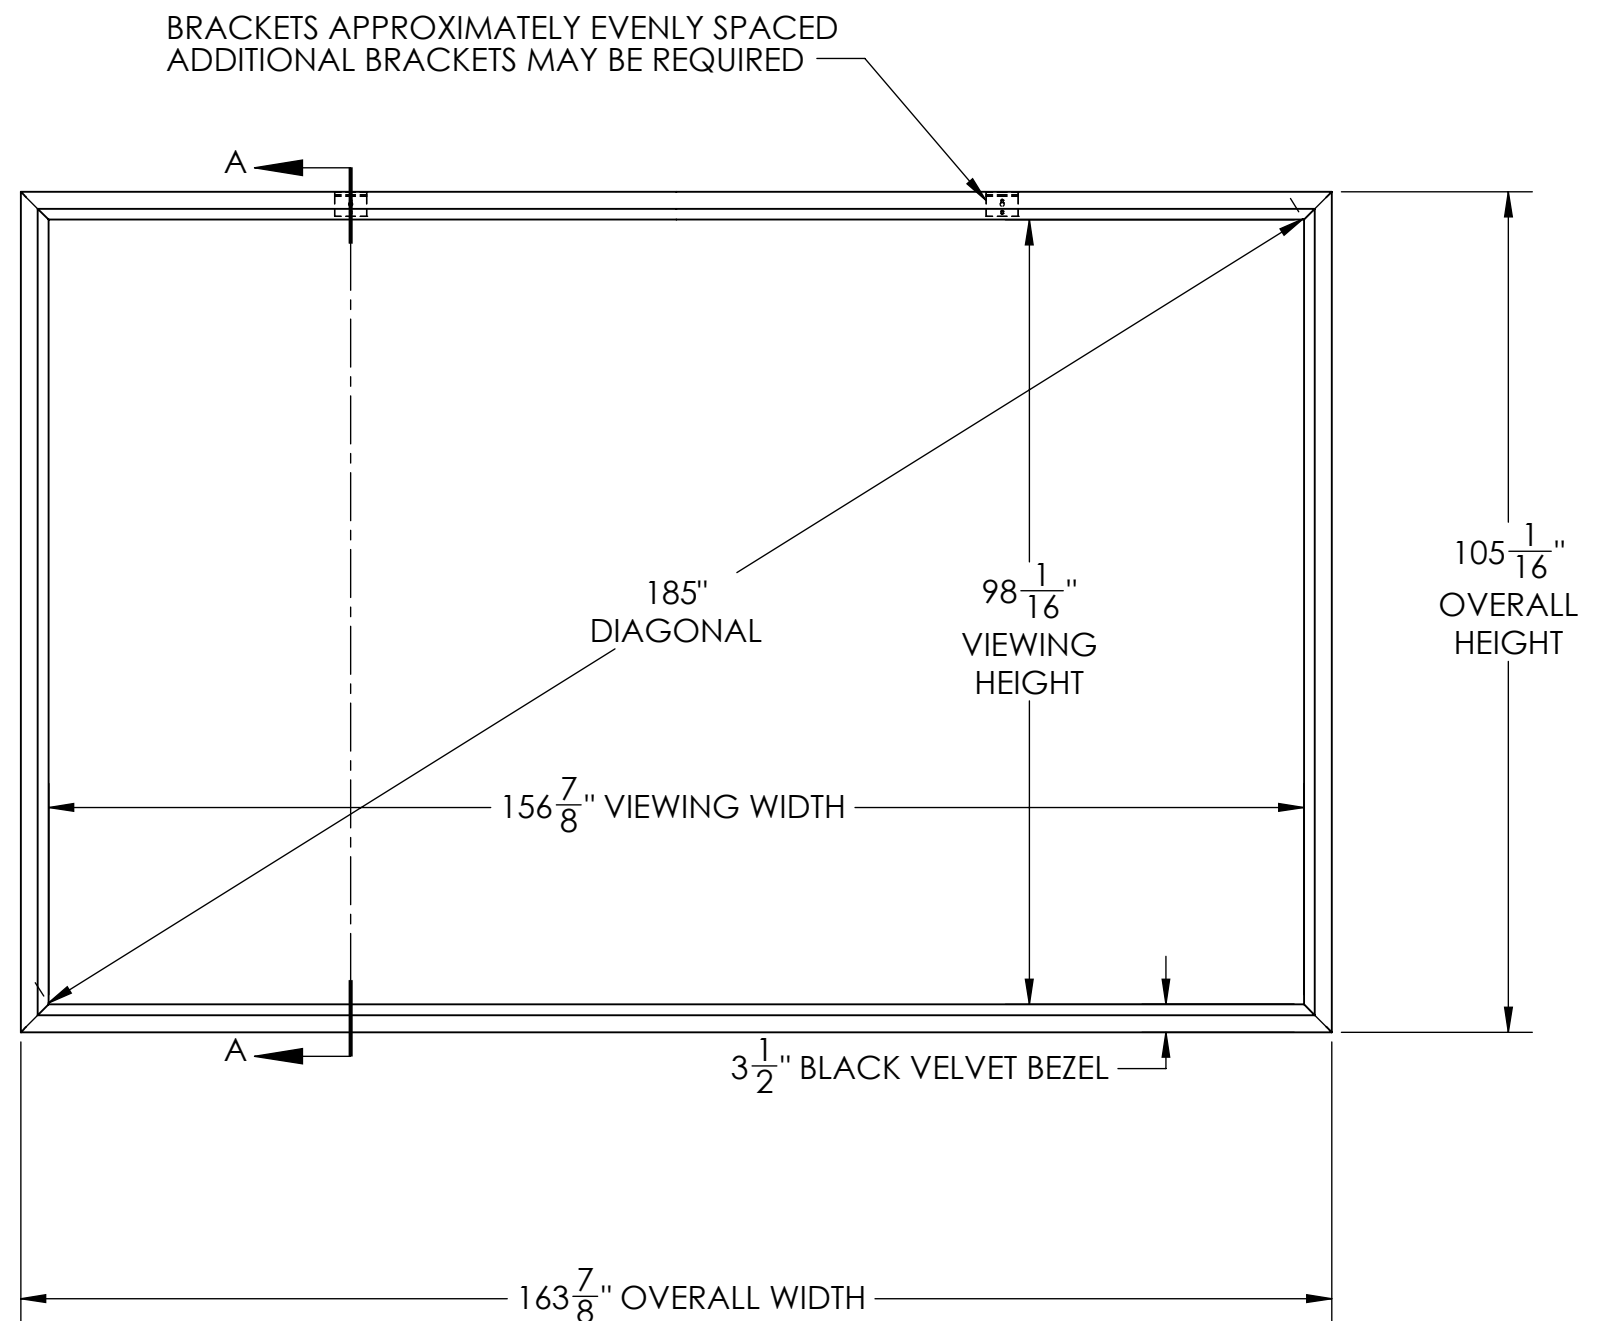 BRACKETS APPROXIMATELY EVENLY SPACED
ADDITIONAL BRACKETS MAY BE REQUIRED
A
185"
DIAGONAL
98 1/16"
VIEWING
HEIGHT
105 1/16"
OVERALL
HEIGHT
156 7/8" VIEWING WIDTH
A
3 1/2" BLACK VELVET BEZEL
163 7/8" OVERALL WIDTH